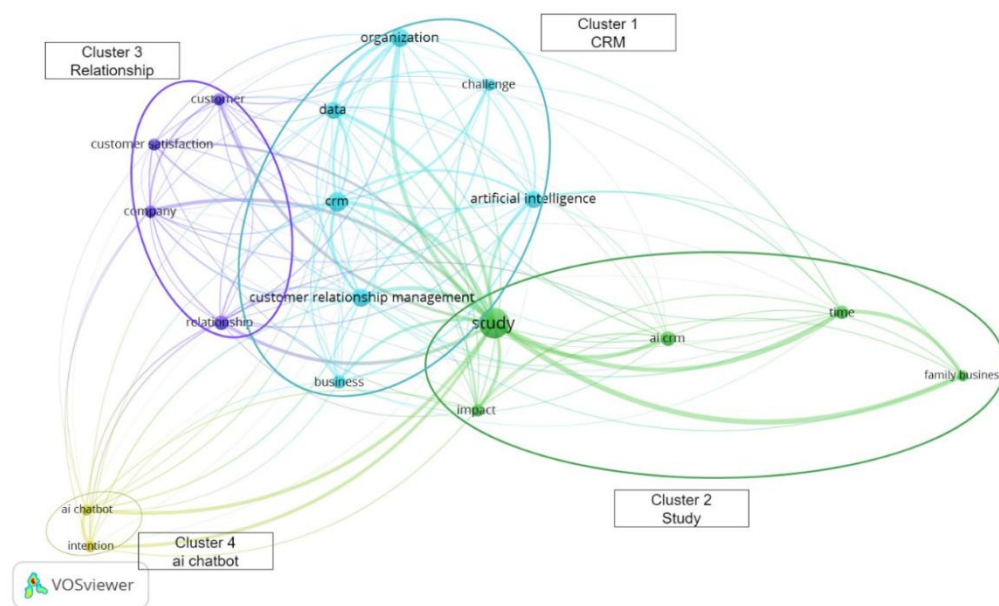 Cluster 1
CRM
Cluster 3
Relationship
organization
challenge
customer
data
customer satisfaction
artificial intelligence
crm
company
customer relationship management
time
relationship
study
ai crm
family busines
business
impact
Cluster 2
Study
ai chatbot
intention
Cluster 4
ai chatbot
VOSviewer